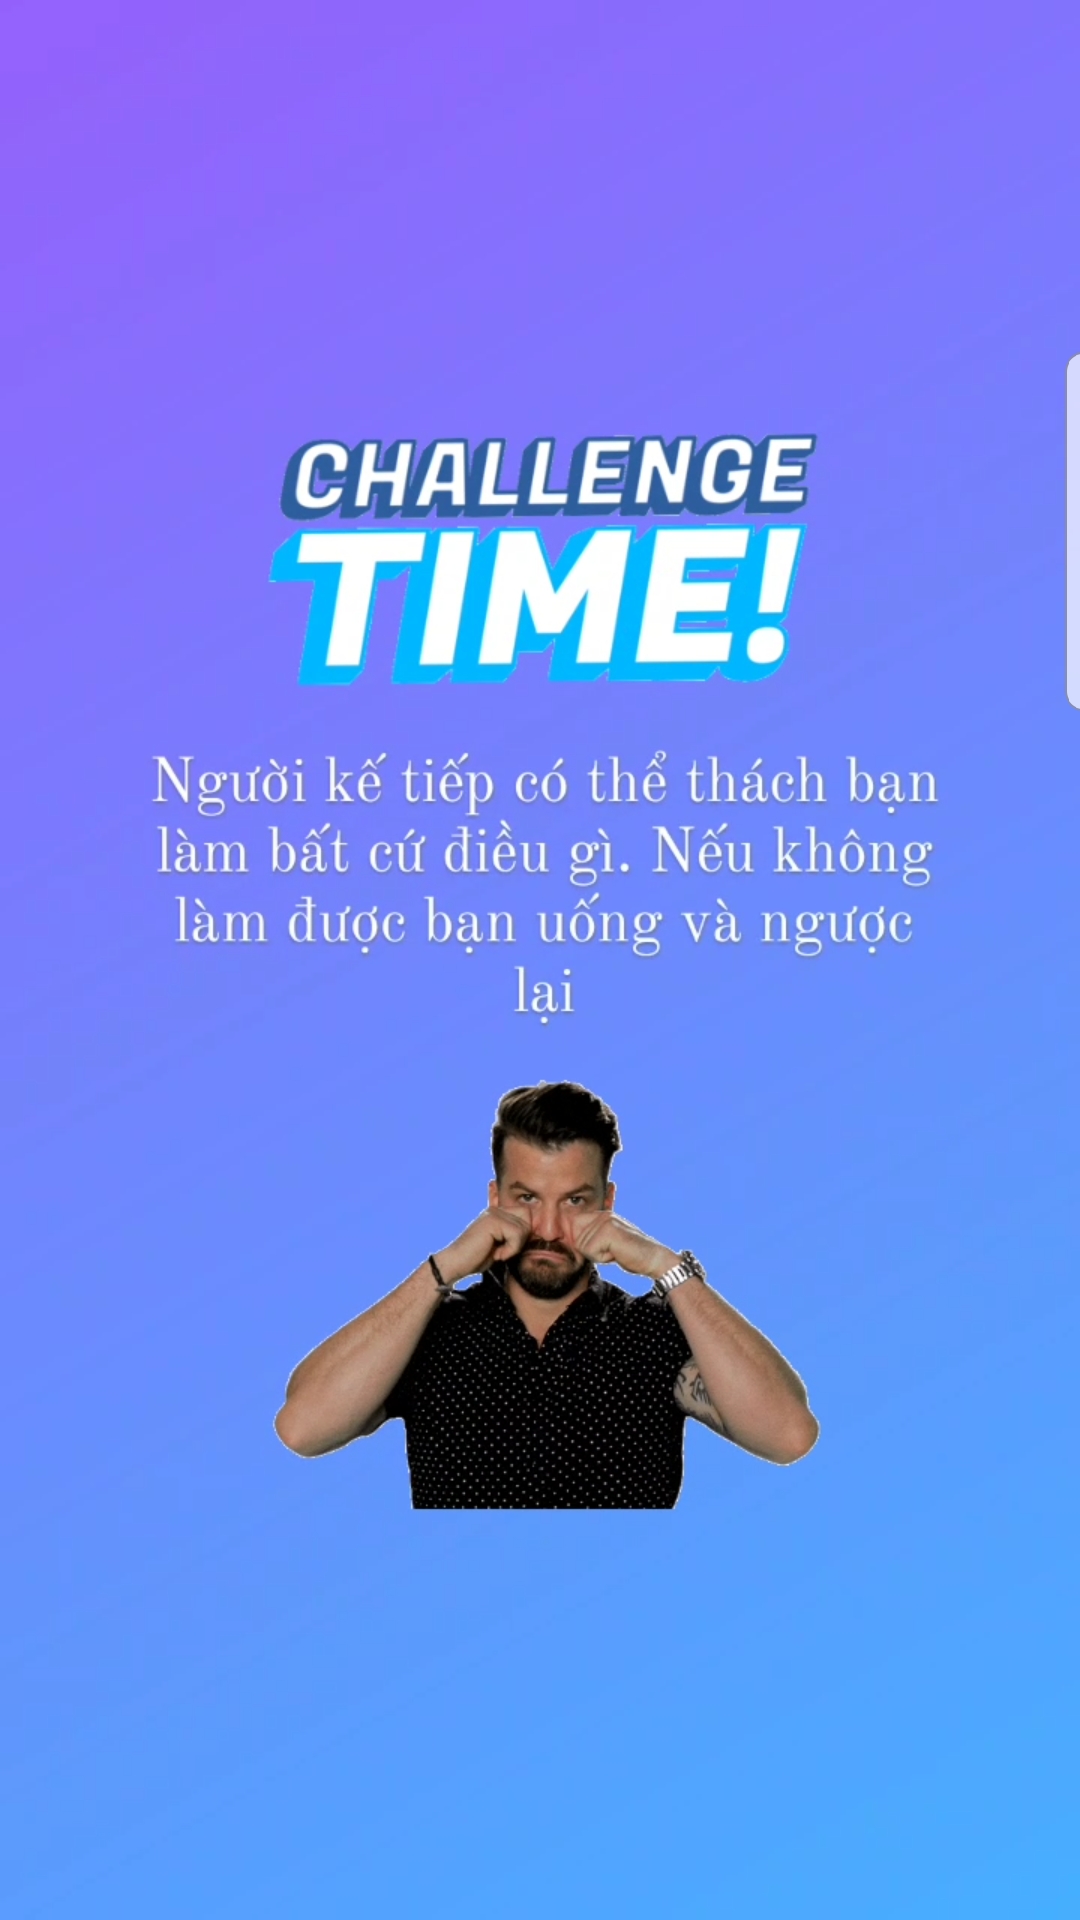 CHALLENGE
TIME!
Người kế tiếp có thể thách bạn
làm bất cứ điều gì. Nếu không
làm được bạn uống và ngược
lại